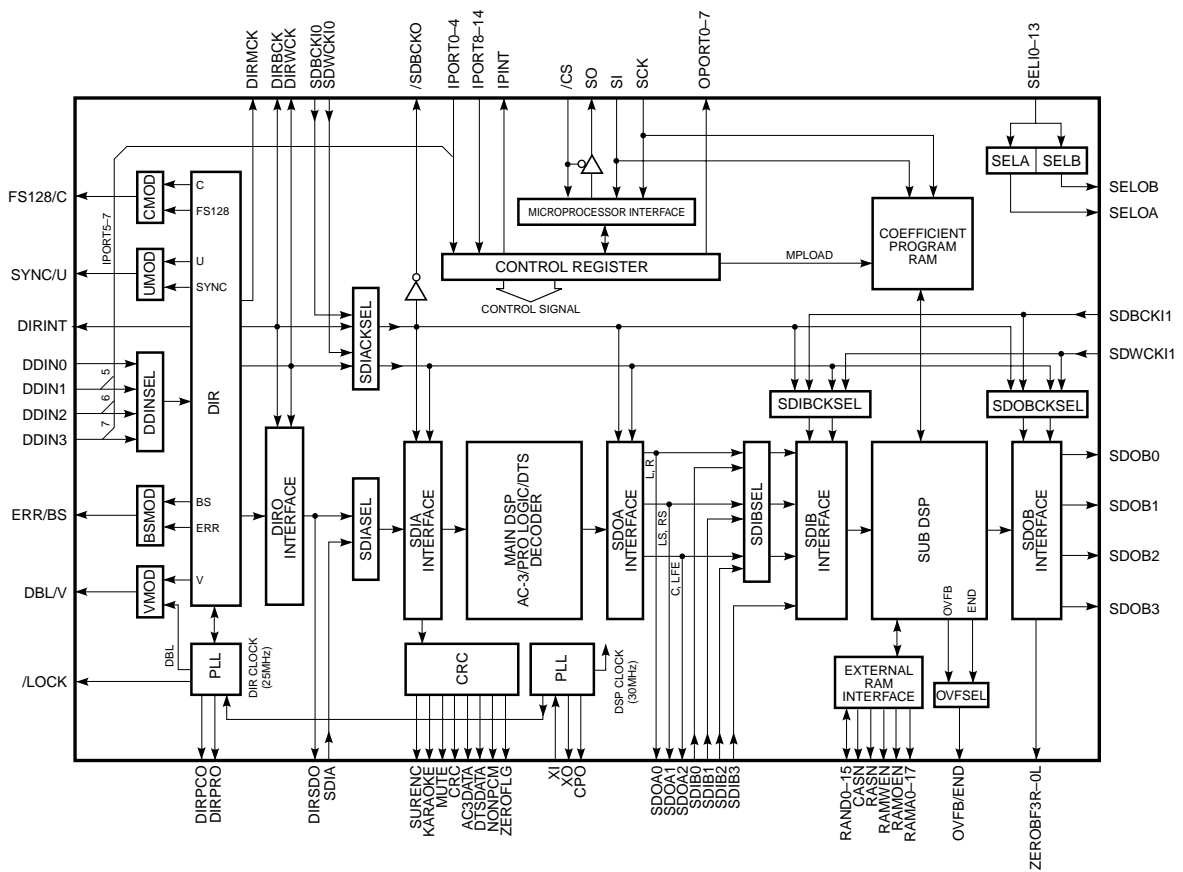 DIRMCK
DIRBCK
DIRWCK
SDBCKI0
SDWCKI0
/SDBCKO
IPORT0–4
IPORT8–14
IPINT
/CS
SO
SI
SCK
OPORT0–7
SELI0–13
FS128/C
SYNC/U
DIRINT
DDIN0
DDIN1
DDIN2
DDIN3
ERR/BS
DBL/V
/LOCK
CMOD
C
FS128
IPORT5–7
UMOD
U
SYNC
5
6
7
DDINSEL
DIR
BSMOD
BS
ERR
VMOD
V
DBL
PLL
DIR CLOCK
(25MHz)
DIRO
INTERFACE
SDIACKSEL
SDIASEL
MICROPROCESSOR INTERFACE
CONTROL REGISTER
CONTROL SIGNAL
MPLOAD
COEFFICIENT
PROGRAM
RAM
SELA
SELB
SELOB
SELOA
SDBCKI1
SDWCKI1
SDIBCKSEL
SDOBCKSEL
SDIA
INTERFACE
MAIN DSP
AC-3/PRO LOGIC/DTS
DECODER
SDOA
INTERFACE
L, R
LS, RS
C, LFE
SDIBSEL
SDIB
INTERFACE
SUB DSP
OVFB
END
SDOB
INTERFACE
SDOB0
SDOB1
SDOB2
SDOB3
CRC
PLL
DSP CLOCK
(30MHz)
EXTERNAL
RAM
INTERFACE
OVFSEL
DIRPCO
DIRPRO
DIRSDO
SDIA
SURENC
KARAOKE
MUTE
CRC
AC3DATA
DTSDATA
NONPCM
ZEROFLG
XI
XO
CPO
SDOA0
SDOA1
SDOA2
SDIB0
SDIB1
SDIB2
SDIB3
RAND0–15
CASN
RASN
RAMWEN
RAMOEN
RAMA0–17
OVFB/END
ZEROBF3R–0L